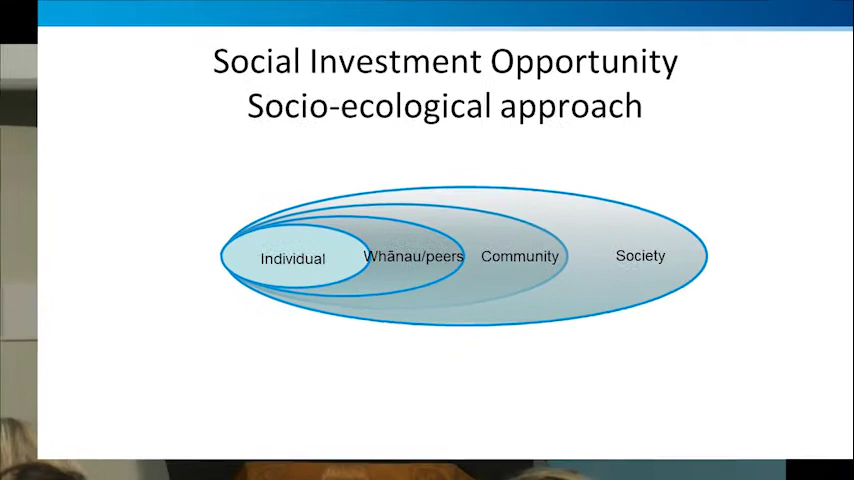 Social Investment Opportunity
Socio-ecological approach
Individual
Whānau/peers
Community
Society